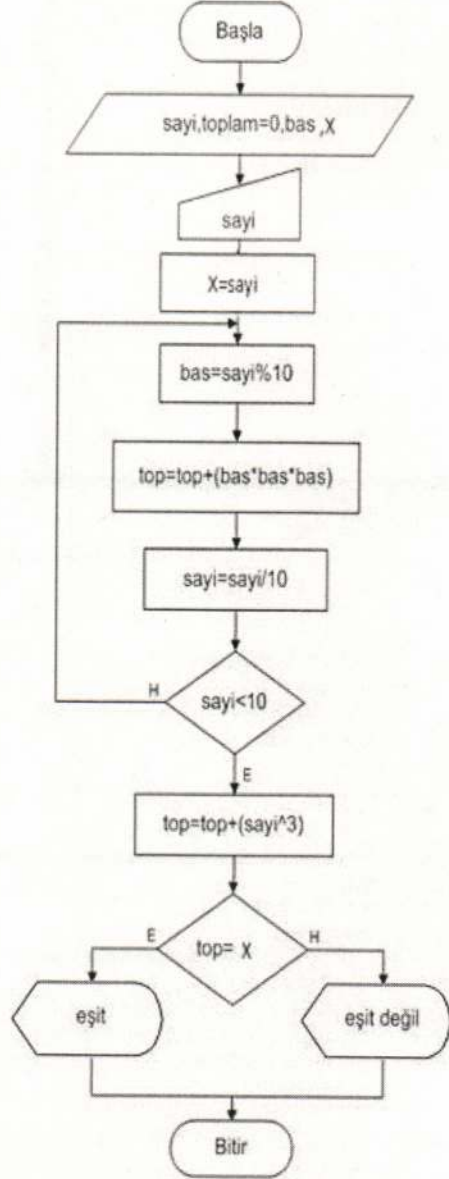 Başla
sayi,toplam=0,bas ,X
sayi
X=sayi
bas=sayi%10
top=top+(bas*bas*bas)
sayi=sayi/10
H
sayi<10
E
top=top+(sayi^3)
E
top= X
H
eşit
eşit değil
Bitir